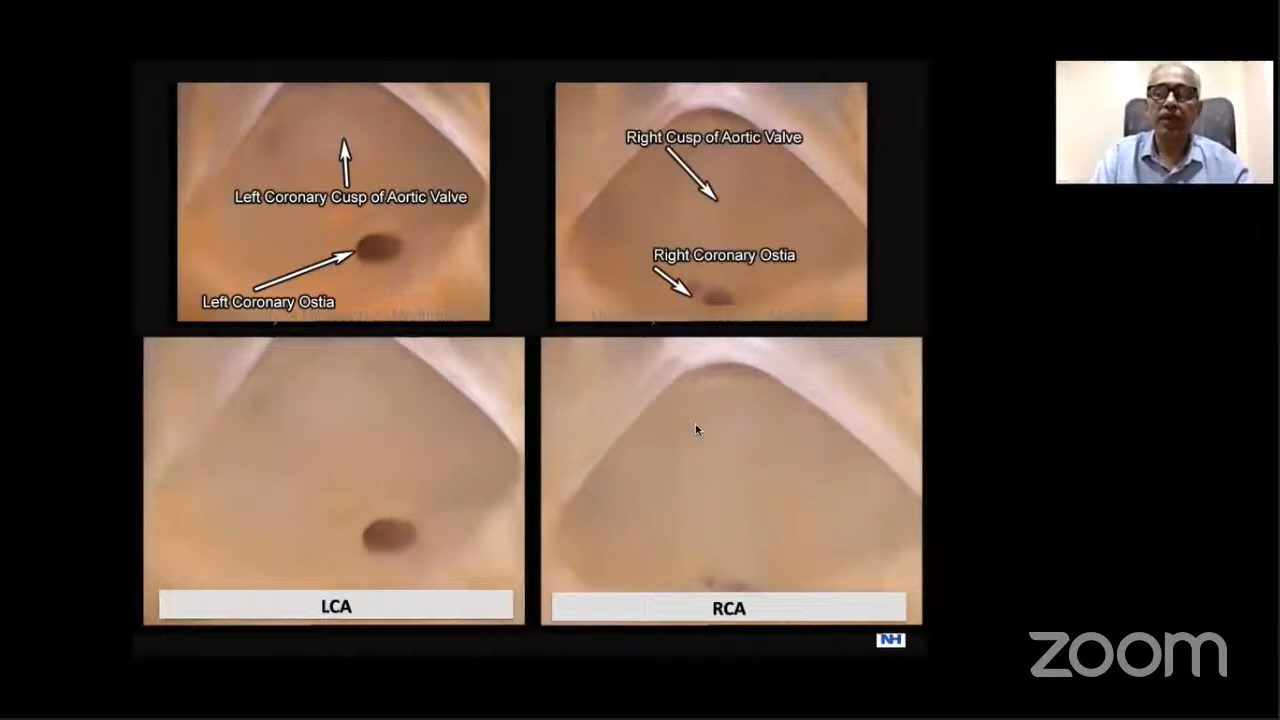 Left Coronary Cusp of Aortic Valve
Left Coronary Ostia
Right Cusp of Aortic Valve
Right Coronary Ostia
LCA
RCA
NH
zoom